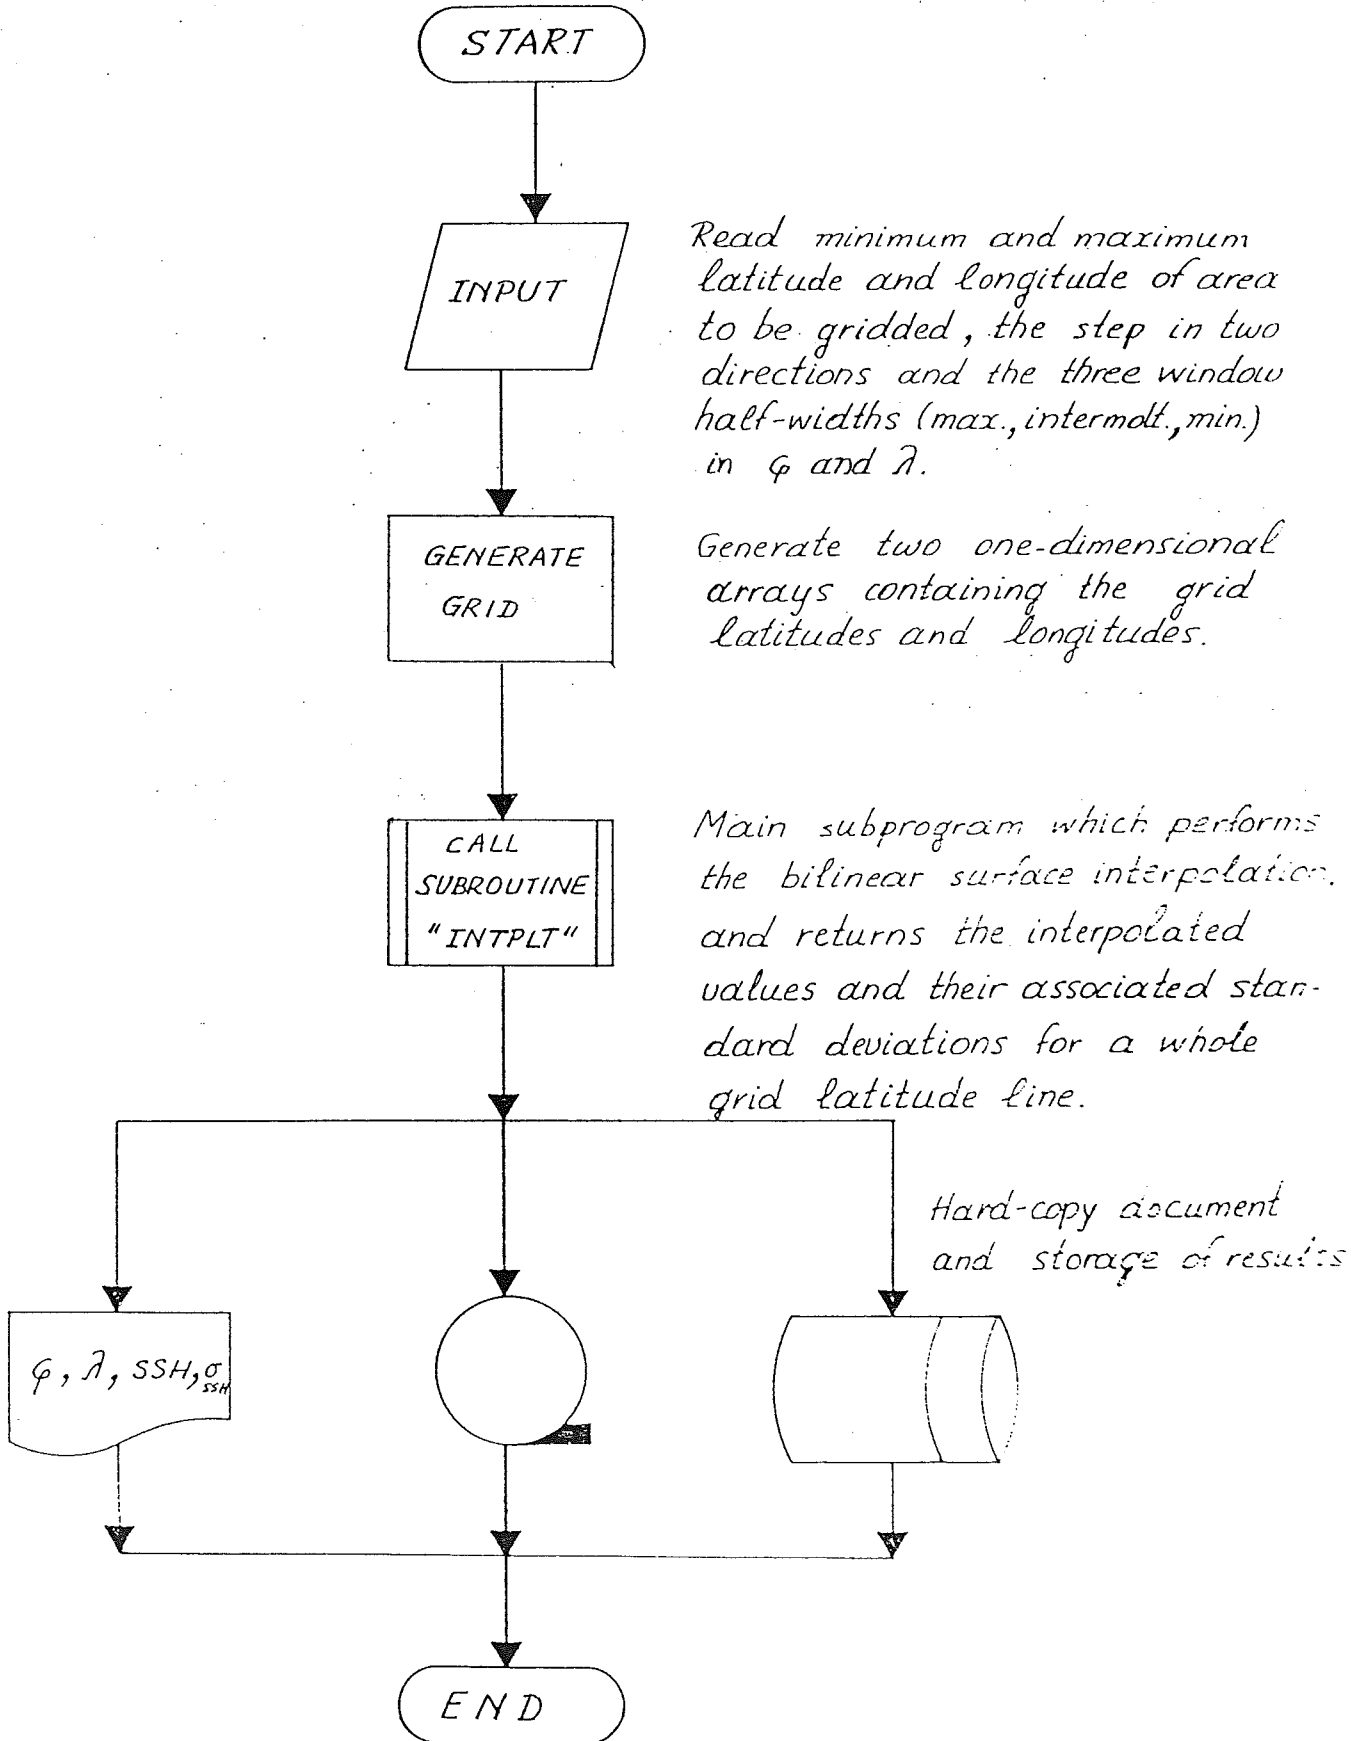 START
INPUT
Read minimum and maximum
latitude and longitude of area
to be gridded, the step in two
directions and the three window
half-widths (max., intermdt., min.)
in φ and λ.
GENERATE
GRID
Generate two one-dimensional
arrays containing the grid
latitudes and longitudes.
CALL
SUBROUTINE
"INTPLT"
Main subprogram which performs
the bilinear surface interpolation.
and returns the interpolated
values and their associated stan-
dard deviations for a whole
grid latitude line.
Hard-copy document
and storage of results
φ, λ, SSH, σ
SSH
END